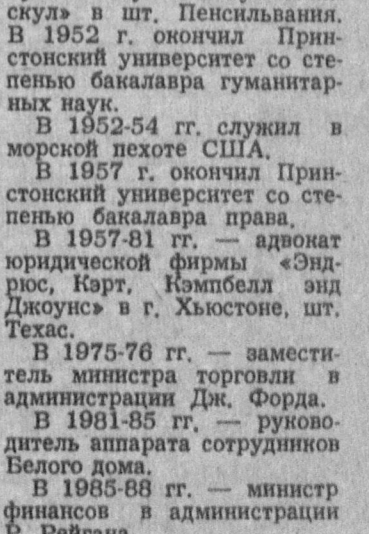 скул» в шт. Пенсильвания.
В 1952 г. окончил Прин-
стонский университет со сте-
пенью бакалавра гуманитар-
ных наук.
В 1952-54 гг. служил в
морской пехоте США.
В 1957 г. окончил Прин-
стонский университет со сте-
пенью бакалавра права.
В 1957-81 гг. — адвокат
юридической фирмы «Энд-
рюс, Кэрт, Кэмпбелл энд
Джоунс» в г. Хьюстоне, шт.
Техас.
В 1975-76 гг. — замести-
тель министра торговли в
администрации Дж. Форда.
В 1981-85 гг. — руково-
дитель аппарата сотрудников
Белого дома.
В 1985-88 гг. — министр
финансов в администрации
Р. Рейгана